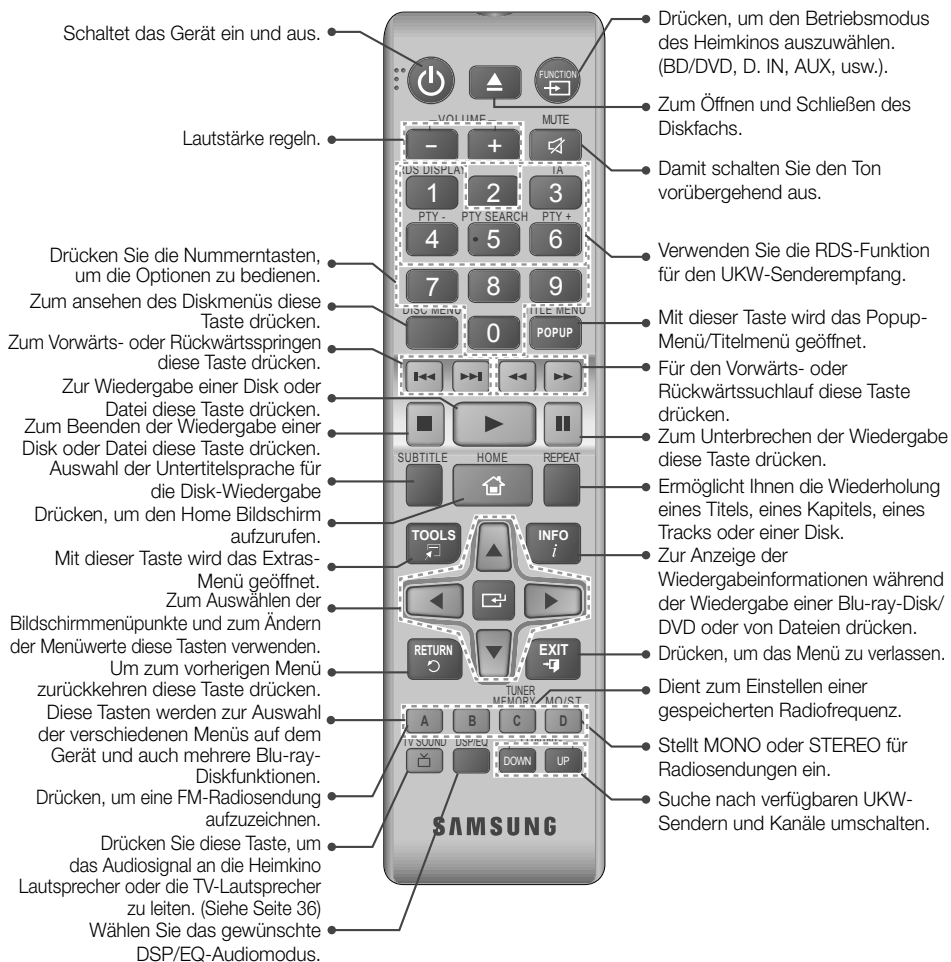 Schaltet das Gerät ein und aus.
Lautstärke regeln.
Drücken Sie die Nummerntasten,
um die Optionen zu bedienen.
Zum ansehen des Diskmenüs diese
Taste drücken.
Zum Vorwärts- oder Rückwärtsspringen
diese Taste drücken.
Zur Wiedergabe einer Disk oder
Datei diese Taste drücken.
Zum Beenden der Wiedergabe einer
Disk oder Datei diese Taste drücken.
Auswahl der Untertitelsprache für
die Disk-Wiedergabe
Drücken, um den Home Bildschirm
aufzurufen.
Mit dieser Taste wird das Extras-
Menü geöffnet.
Zum Auswählen der
Bildschirmmenüpunkte und zum Ändern
der Menüwerte diese Tasten verwenden.
Um zum vorherigen Menü
zurückkehren diese Taste drücken.
Diese Tasten werden zur Auswahl
der verschiedenen Menüs auf dem
Gerät und auch mehrere Blu-ray-
Diskfunktionen.
Drücken, um eine FM-Radiosendung
aufzuzeichnen.
Drücken Sie diese Taste, um
das Audiosignal an die Heimkino
Lautsprecher oder die TV-Lautsprecher
zu leiten. (Siehe Seite 36)
Wählen Sie das gewünschte
DSP/EQ-Audiomodus.
FUNCTION
VOLUME
MUTE
- +
RDS DISPLAY TA
1 2 3
PTY - PTY SEARCH PTY +
4 5 6
7 8 9
DISC MENU TITLE MENU
0 POPUP
SUBTITLE HOME REPEAT
TOOLS INFO
i
RETURN EXIT
TUNER
MEMORY MO/ST
A B C D
TV SOUND DSP/EQ
DOWN UP
SAMSUNG
Drücken, um den Betriebsmodus
des Heimkinos auszuwählen.
(BD/DVD, D. IN, AUX, usw.).
Zum Öffnen und Schließen des
Diskfachs.
Damit schalten Sie den Ton
vorübergehend aus.
Verwenden Sie die RDS-Funktion
für den UKW-Senderempfang.
Mit dieser Taste wird das Popup-
Menü/Titelmenü geöffnet.
Für den Vorwärts- oder
Rückwärtssuchlauf diese Taste
drücken.
Zum Unterbrechen der Wiedergabe
diese Taste drücken.
Ermöglicht Ihnen die Wiederholung
eines Titels, eines Kapitels, eines
Tracks oder einer Disk.
Zur Anzeige der
Wiedergabeinformationen während
der Wiedergabe einer Blu-ray-Disk/
DVD oder von Dateien drücken.
Drücken, um das Menü zu verlassen.
Dient zum Einstellen einer
gespeicherten Radiofrequenz.
Stellt MONO oder STEREO für
Radiosendungen ein.
Suche nach verfügbaren UKW-
Sendern und Kanäle umschalten.